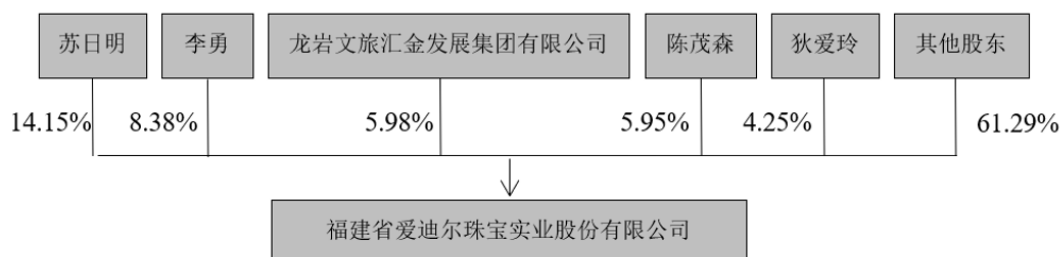 苏日明
李勇
龙岩文旅汇金发展集团有限公司
陈茂森
狄爱玲
其他股东
14.15%
8.38%
5.98%
5.95%
4.25%
61.29%
福建省爱迪尔珠宝实业股份有限公司